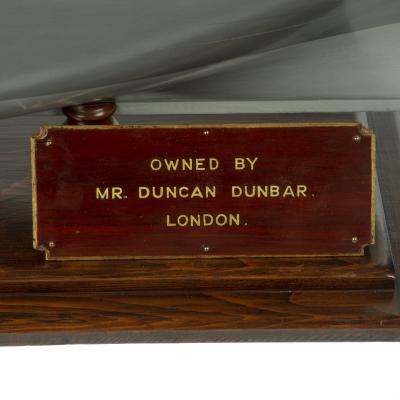 OWNED BY
MR. DUNCAN DUNBAR.
LONDON.